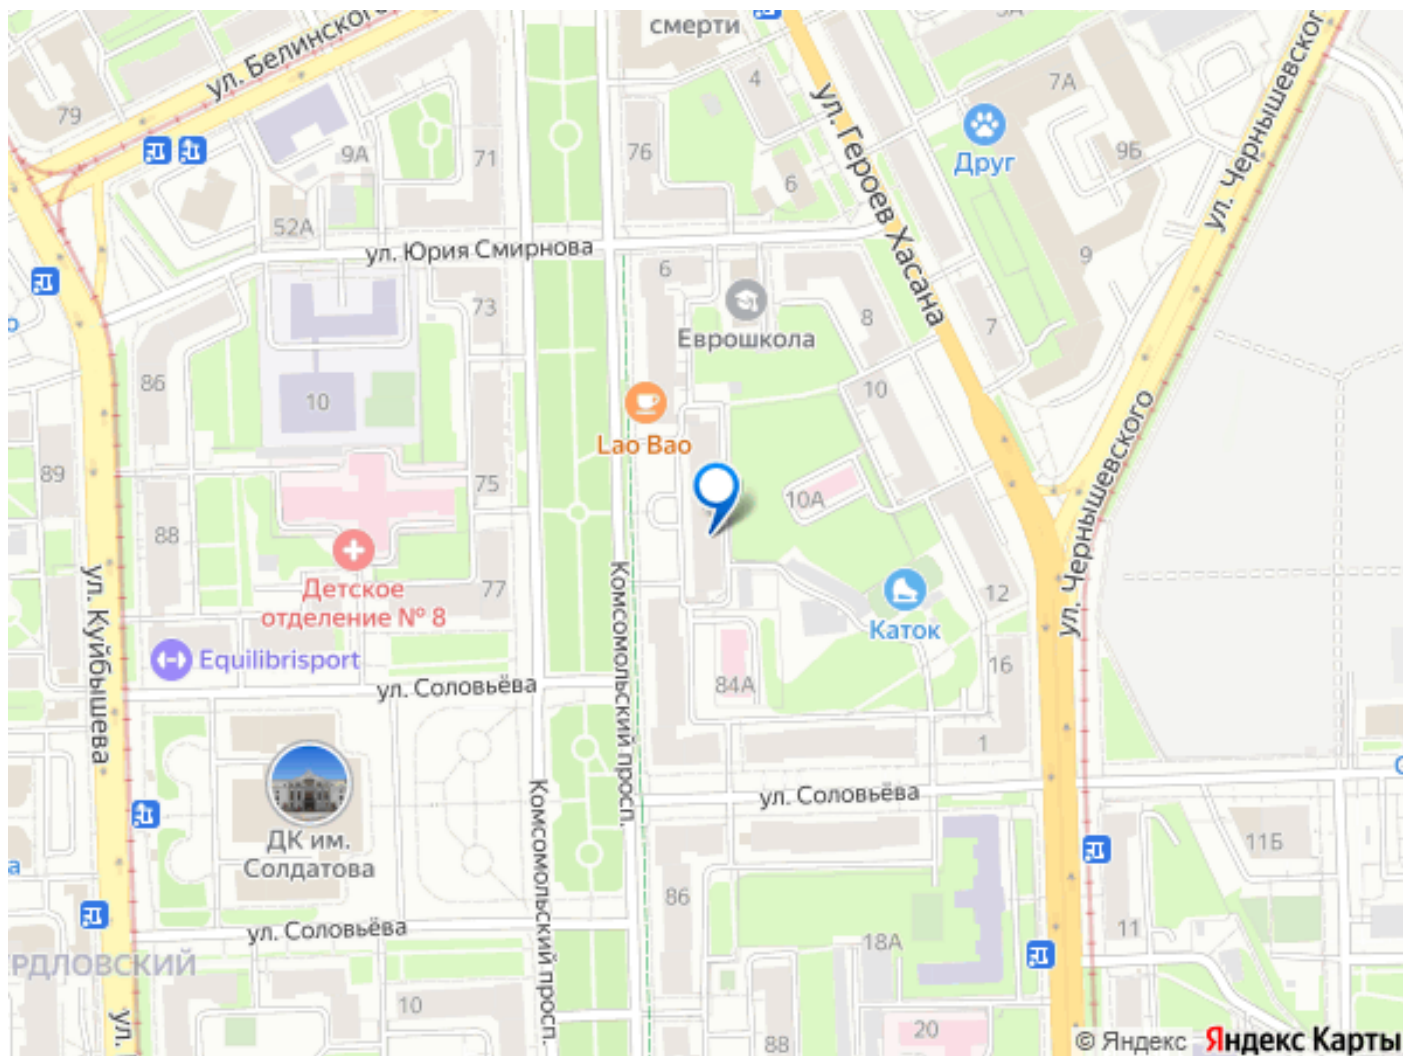 смерти
ул. Белинского
4
7А
79
ул. Героев Хасана
ул. Чернышевского
Друг
9А
71
76
9Б
6
52А
ул. Юрия Смирнова
9
6
73
Еврошкола
8
7
86
10
10
Lao Bao
89
75
10А
88
Детское
отделение № 8
77
12
ул. Чернышевского
Каток
ул. Куйбышева
Комсомольский просп.
Equilibrisport
16
84А
ул. Соловьёва
1
ул. Соловьёва
Комсомольский просп.
ДК им.
Солдатова
11Б
86
ул. Соловьёва
18А
11
РДЛОВСКИЙ
10
ул.
20
88
© Яндекс Яндекс Карты